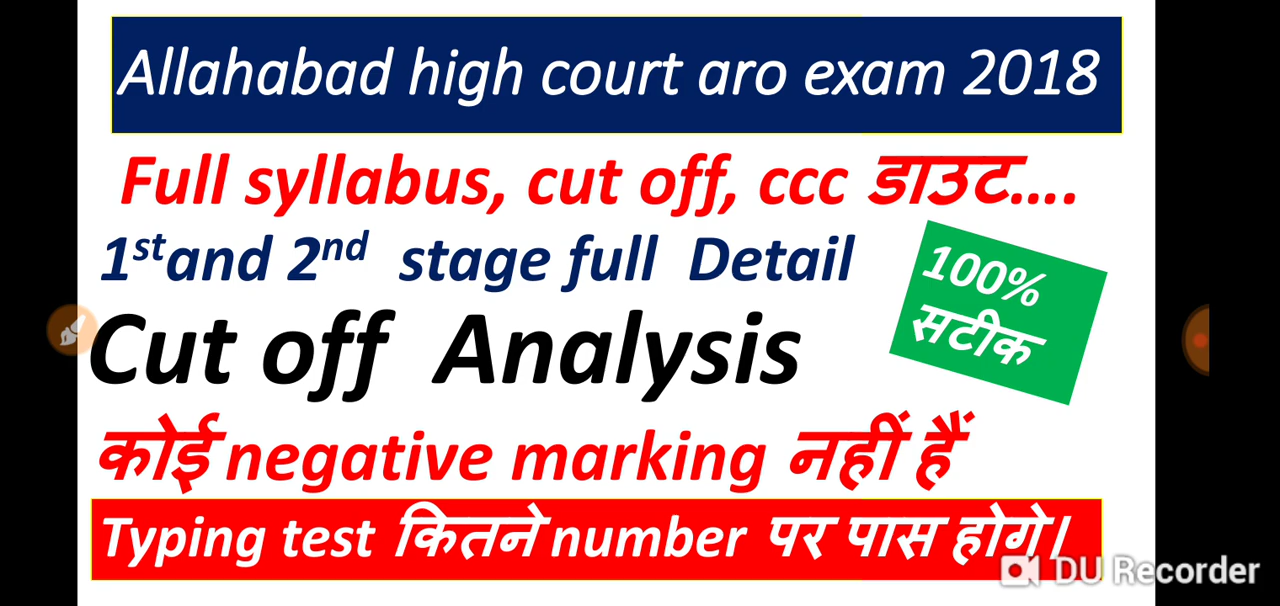 Allahabad high court aro exam 2018
Full syllabus, cut off, ccc डाउट....
1st and 2nd stage full Detail
100%
सटीक
Cut off Analysis
कोई negative marking नहीं हैं
Typing test कितने number पर पास होगे।
DU Recorder